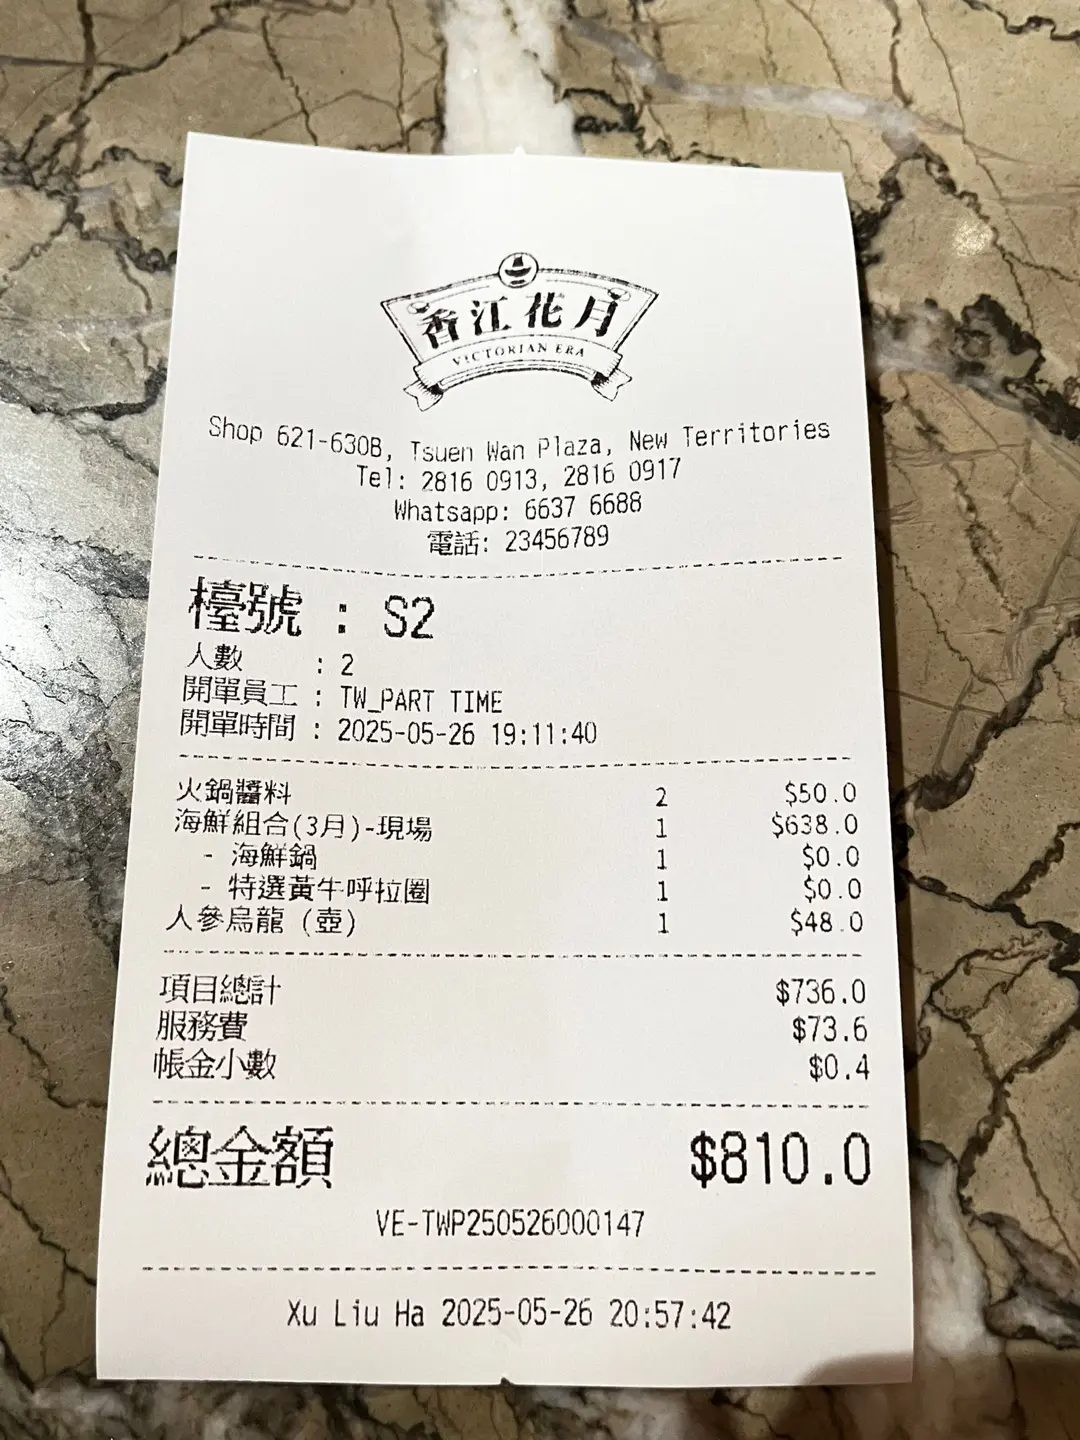 香江花月
VICTORIAN ERA
Shop 621-630B, Tsuen Wan Plaza, New Territories
Tel: 2816 0913, 2816 0917
Whatsapp: 6637 6688
電話: 23456789
檯號 : S2
人數 : 2
開單員工 : TW_PART TIME
開單時間 : 2025-05-26 19:11:40
火鍋醬料 2 $50.0
海鮮組合(3月)-現場 1 $638.0
- 海鮮鍋 1 $0.0
- 特選黃牛呼拉圈 1 $0.0
人參烏龍 (壺) 1 $48.0
項目總計 $736.0
服務費 $73.6
帳金小數 $0.4
總金額 $810.0
VE-TWP250526000147
Xu Liu Ha 2025-05-26 20:57:42